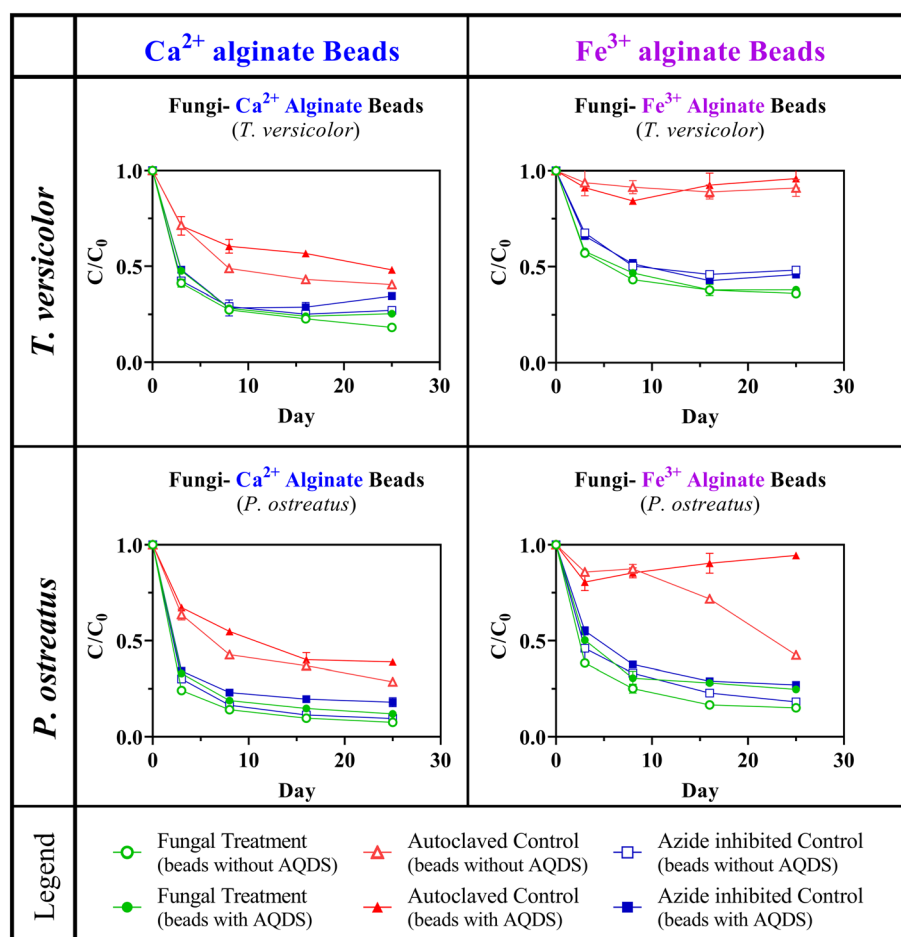 Ca²⁺ alginate Beads
Fe³⁺ alginate Beads
T. versicolor
Fungi- Ca²⁺ Alginate Beads
(T. versicolor)
1.0
0.5
0.0
C/C₀
0 10 20 30
Day
Fungi- Fe³⁺ Alginate Beads
(T. versicolor)
1.0
0.5
0.0
C/C₀
0 10 20 30
Day
P. ostreatus
Fungi- Ca²⁺ Alginate Beads
(P. ostreatus)
1.0
0.5
0.0
C/C₀
0 10 20 30
Day
Fungi- Fe³⁺ Alginate Beads
(P. ostreatus)
1.0
0.5
0.0
C/C₀
0 10 20 30
Day
Legend
Fungal Treatment
(beads without AQDS)
Autoclaved Control
(beads without AQDS)
Azide inhibited Control
(beads without AQDS)
Fungal Treatment
(beads with AQDS)
Autoclaved Control
(beads with AQDS)
Azide inhibited Control
(beads with AQDS)